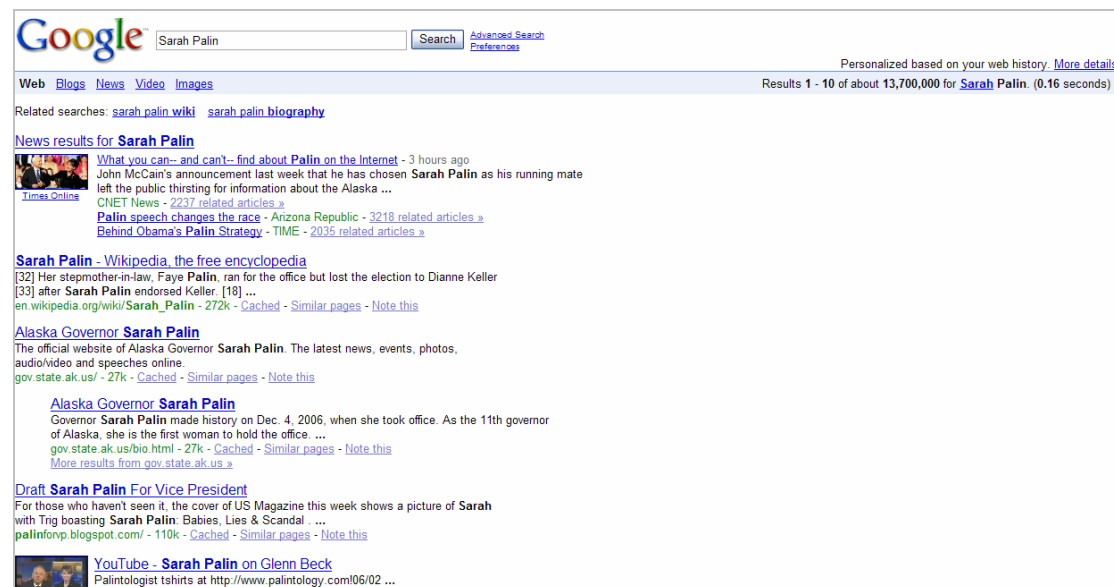 Google Sarah Palin Search Advanced Search
Preferences
Personalized based on your web history. More details
Web Blogs News Video Images Results 1 - 10 of about 13,700,000 for Sarah Palin. (0.16 seconds)
Related searches: sarah palin wiki sarah palin biography
News results for Sarah Palin
What you can-- and can't-- find about Palin on the Internet - 3 hours ago
John McCain's announcement last week that he has chosen Sarah Palin as his running mate
left the public thirsting for information about the Alaska ...
Times Online
CNET News - 2237 related articles »
Palin speech changes the race - Arizona Republic - 3218 related articles »
Behind Obama's Palin Strategy - TIME - 2035 related articles »
Sarah Palin - Wikipedia, the free encyclopedia
[32] Her stepmother-in-law, Faye Palin, ran for the office but lost the election to Dianne Keller
[33] after Sarah Palin endorsed Keller. [18] ...
en.wikipedia.org/wiki/Sarah_Palin - 272k - Cached - Similar pages - Note this
Alaska Governor Sarah Palin
The official website of Alaska Governor Sarah Palin. The latest news, events, photos,
audio/video and speeches online.
gov.state.ak.us/ - 27k - Cached - Similar pages - Note this
Alaska Governor Sarah Palin
Governor Sarah Palin made history on Dec. 4, 2006, when she took office. As the 11th governor
of Alaska, she is the first woman to hold the office. ...
gov.state.ak.us/bio.html - 27k - Cached - Similar pages - Note this
More results from gov.state.ak.us »
Draft Sarah Palin For Vice President
For those who haven't seen it, the cover of US Magazine this week shows a picture of Sarah
with Trig boasting Sarah Palin: Babies, Lies & Scandal . ...
palinforvp.blogspot.com/ - 110k - Cached - Similar pages - Note this
YouTube - Sarah Palin on Glenn Beck
Palintologist tshirts at http://www.palintology.com!06/02 ...